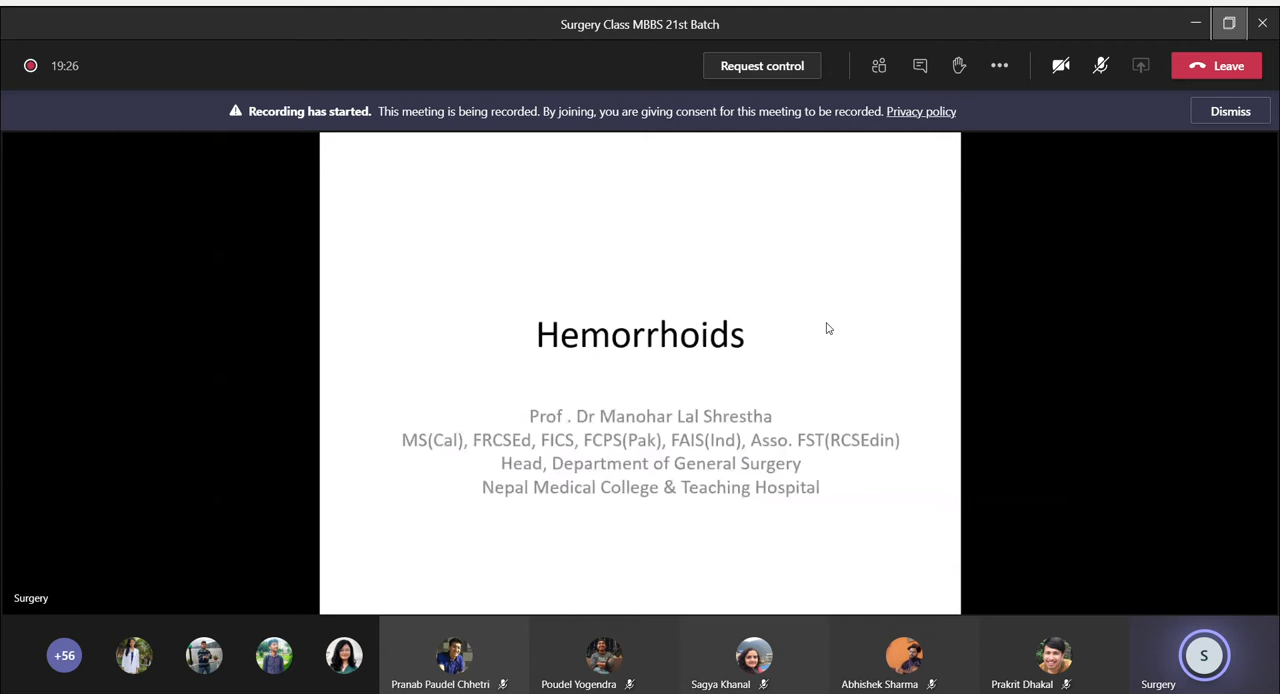 Surgery Class MBBS 21st Batch
19:26
Request control
Leave
Recording has started. This meeting is being recorded. By joining, you are giving consent for this meeting to be recorded. Privacy policy
Dismiss
Hemorrhoids
Prof . Dr Manohar Lal Shrestha
MS(Cal), FRCSEd, FICS, FCPS(Pak), FAIS(Ind), Asso. FST(RCSEdin)
Head, Department of General Surgery
Nepal Medical College & Teaching Hospital
Surgery
+56
S
Pranab Paudel Chhetri
Poudel Yogendra
Sagya Khanal
Abhishek Sharma
Prakrit Dhakal
Surgery